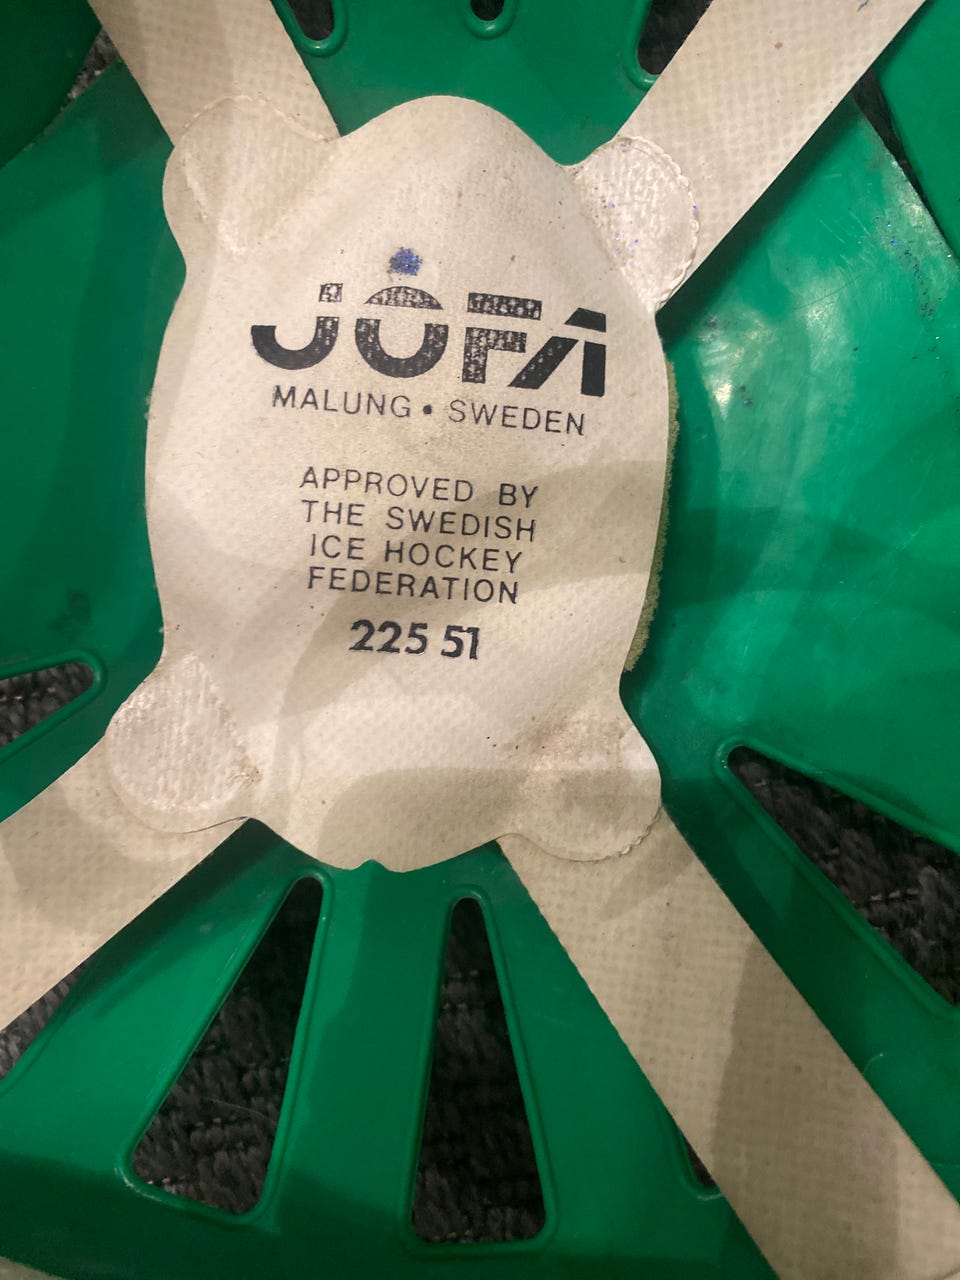 JOFA
MALUNG • SWEDEN
APPROVED BY
THE SWEDISH
ICE HOCKEY
FEDERATION
225 51